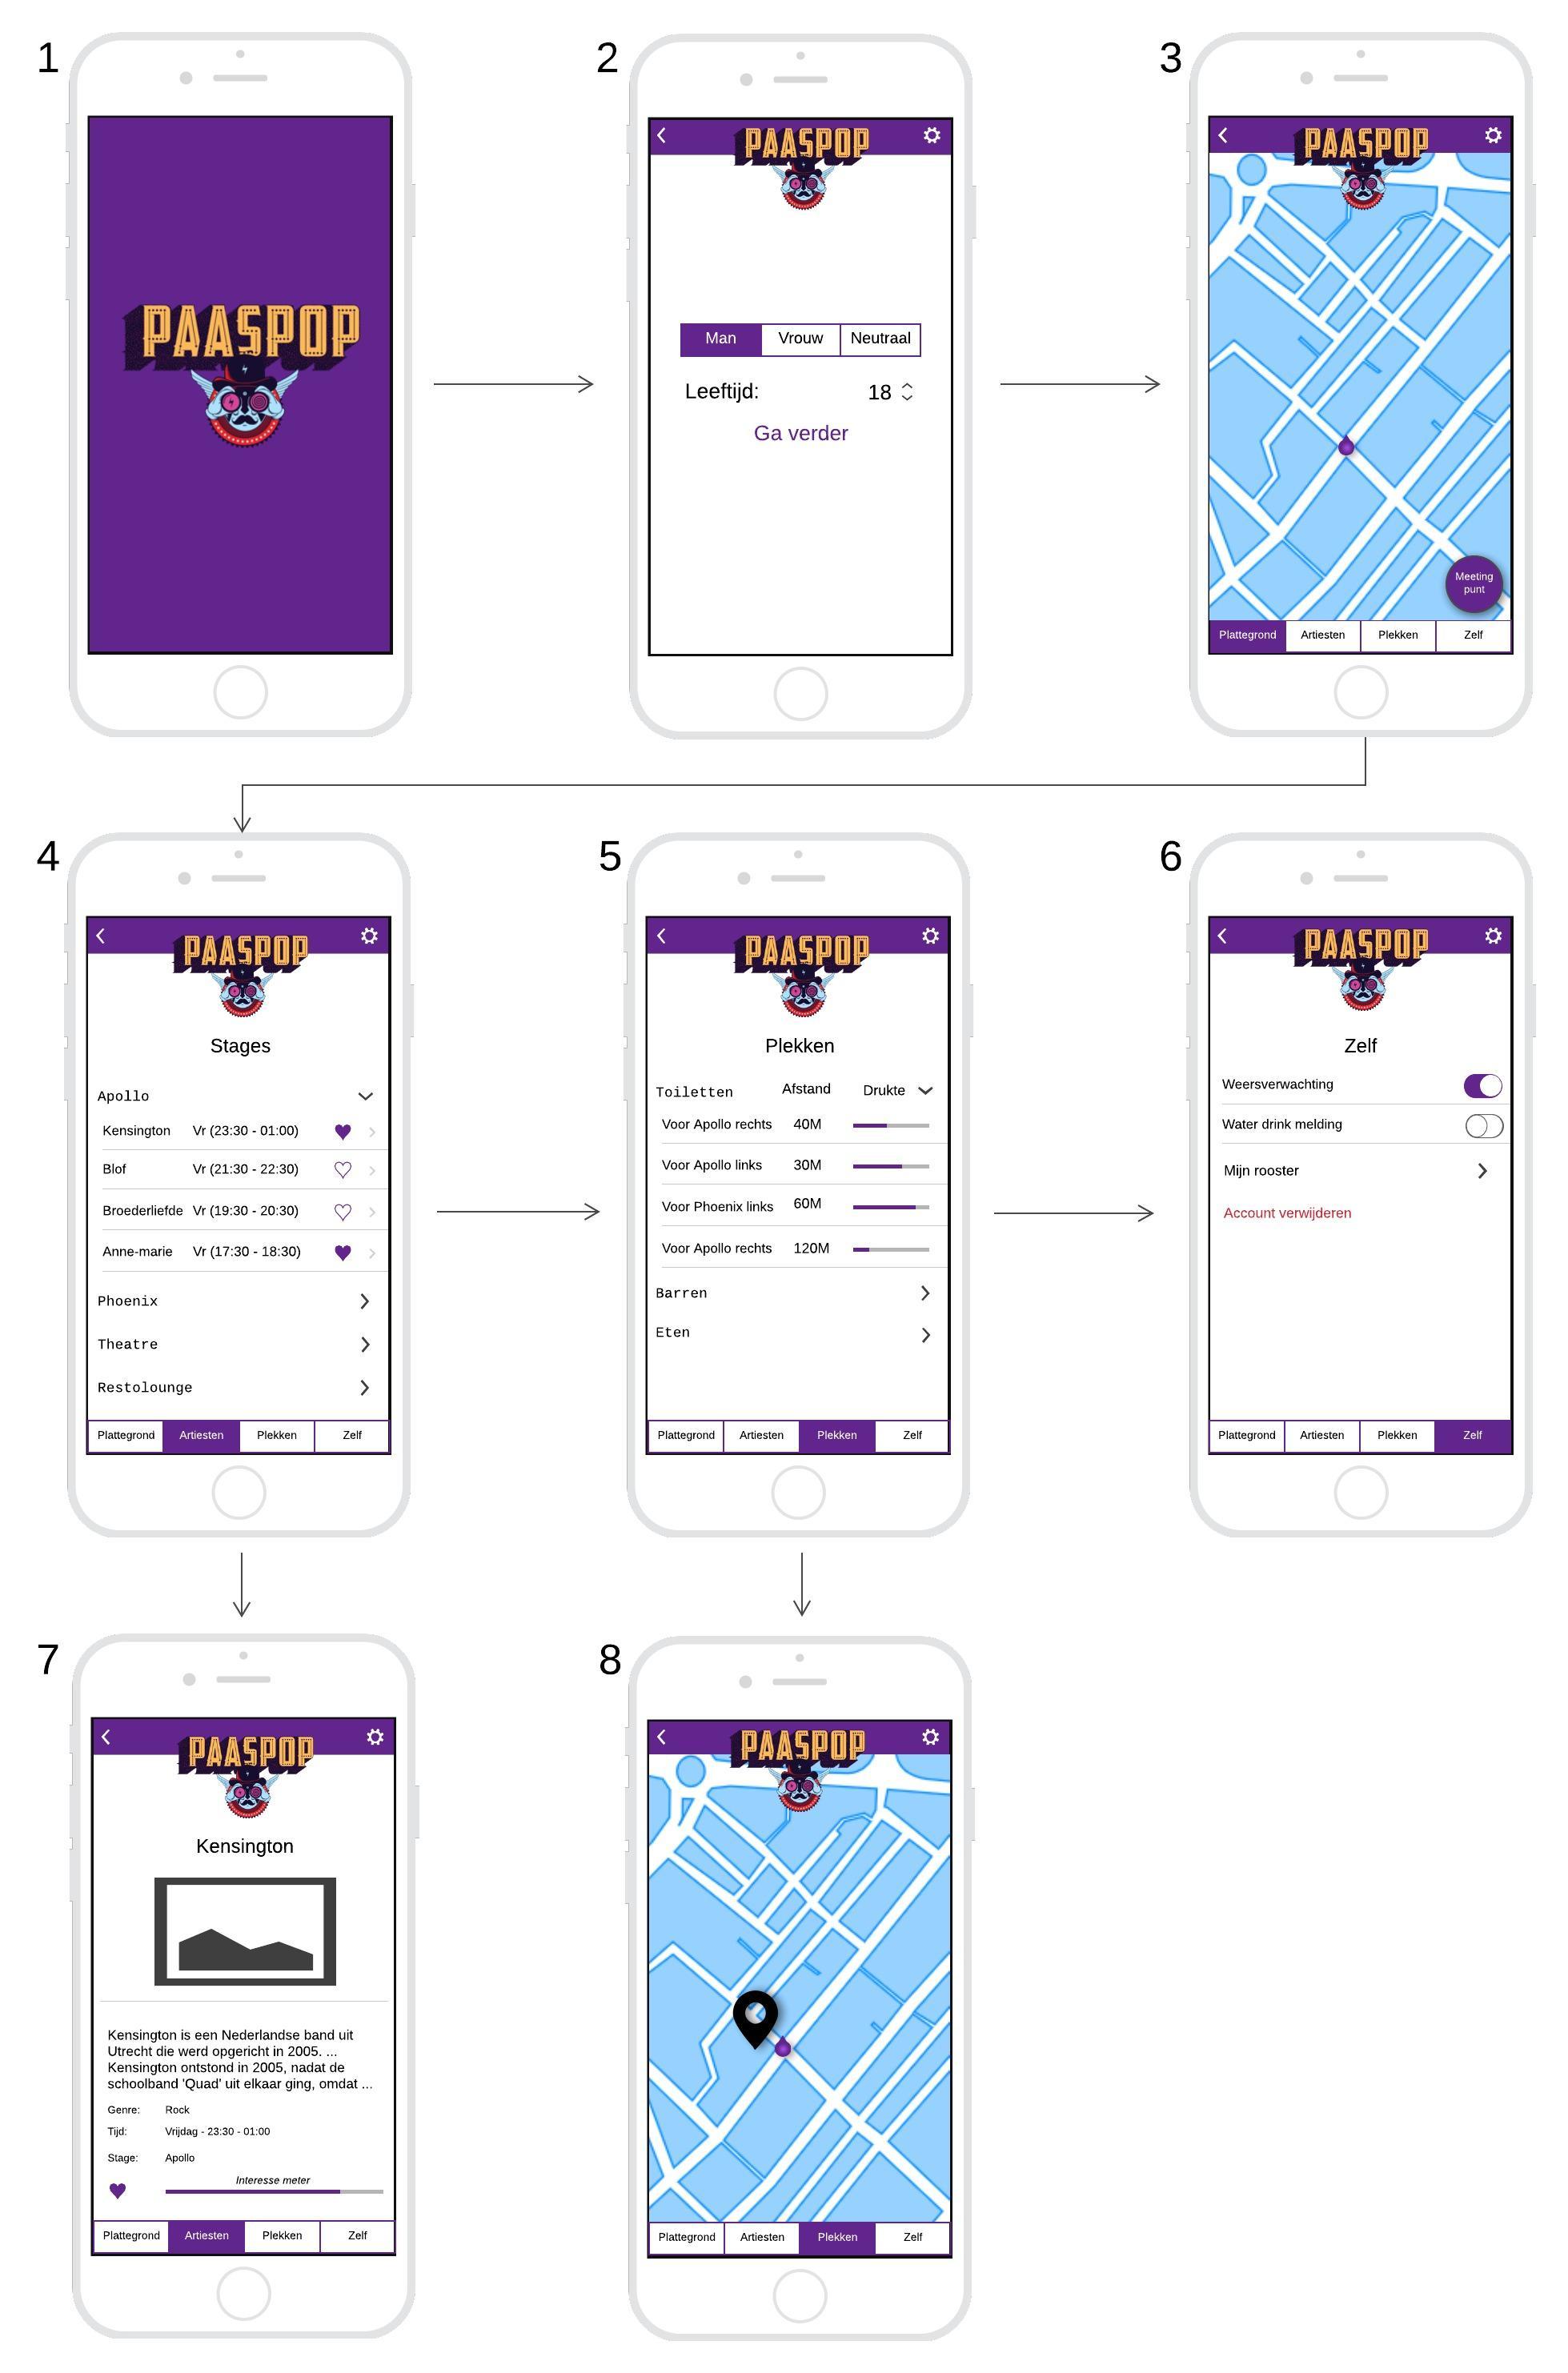 1
PAASPOP
2
PAASPOP
Man Vrouw Neutraal
Leeftijd: 18
Ga verder
3
PAASPOP
Meeting
punt
Plattegrond Artiesten Plekken Zelf
4
PAASPOP
Stages
Apollo
Kensington Vr (23:30 - 01:00)
Blof Vr (21:30 - 22:30)
Broederliefde Vr (19:30 - 20:30)
Anne-marie Vr (17:30 - 18:30)
Phoenix
Theatre
Restolounge
Plattegrond Artiesten Plekken Zelf
5
PAASPOP
Plekken
Toiletten Afstand Drukte
Voor Apollo rechts 40M
Voor Apollo links 30M
Voor Phoenix links 60M
Voor Apollo rechts 120M
Barren
Eten
Plattegrond Artiesten Plekken Zelf
6
PAASPOP
Zelf
Weersverwachting
Water drink melding
Mijn rooster
Account verwijderen
Plattegrond Artiesten Plekken Zelf
7
PAASPOP
Kensington
Kensington is een Nederlandse band uit
Utrecht die werd opgericht in 2005. ...
Kensington ontstond in 2005, nadat de
schoolband 'Quad' uit elkaar ging, omdat ...
Genre: Rock
Tijd: Vrijdag - 23:30 - 01:00
Stage: Apollo
Interesse meter
Plattegrond Artiesten Plekken Zelf
8
PAASPOP
Plattegrond Artiesten Plekken Zelf